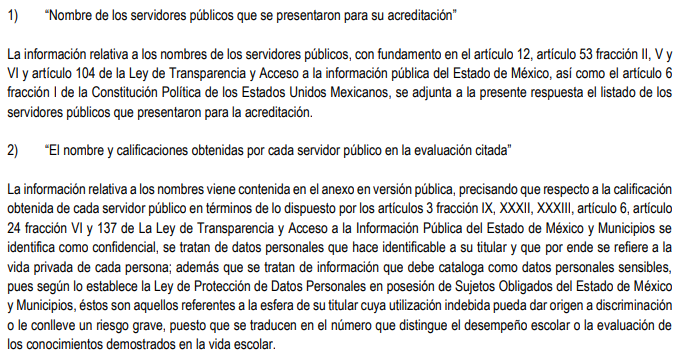 1) “Nombre de los servidores públicos que se presentaron para su acreditación”
La información relativa a los nombres de los servidores públicos, con fundamento en el artículo 12, artículo 53 fracción II, V y
VI y artículo 104 de la Ley de Transparencia y Acceso a la información pública del Estado de México, así como el artículo 6
fracción I de la Constitución Política de los Estados Unidos Mexicanos, se adjunta a la presente respuesta el listado de los
servidores públicos que presentaron para la acreditación.
2) “El nombre y calificaciones obtenidas por cada servidor público en la evaluación citada”
La información relativa a los nombres viene contenida en el anexo en versión pública, precisando que respecto a la calificación
obtenida de cada servidor público en términos de lo dispuesto por los artículos 3 fracción IX, XXXII, XXXIII, artículo 6, artículo
24 fracción VI y 137 de La Ley de Transparencia y Acceso a la Información Pública del Estado de México y Municipios se
identifica como confidencial, se tratan de datos personales que hace identificable a su titular y que por ende se refiere a la
vida privada de cada persona; además que se tratan de información que debe cataloga como datos personales sensibles,
pues según lo establece la Ley de Protección de Datos Personales en posesión de Sujetos Obligados del Estado de México
y Municipios, éstos son aquellos referentes a la esfera de su titular cuya utilización indebida pueda dar origen a discriminación
o le conlleve un riesgo grave, puesto que se traducen en el número que distingue el desempeño escolar o la evaluación de
los conocimientos demostrados en la vida escolar.